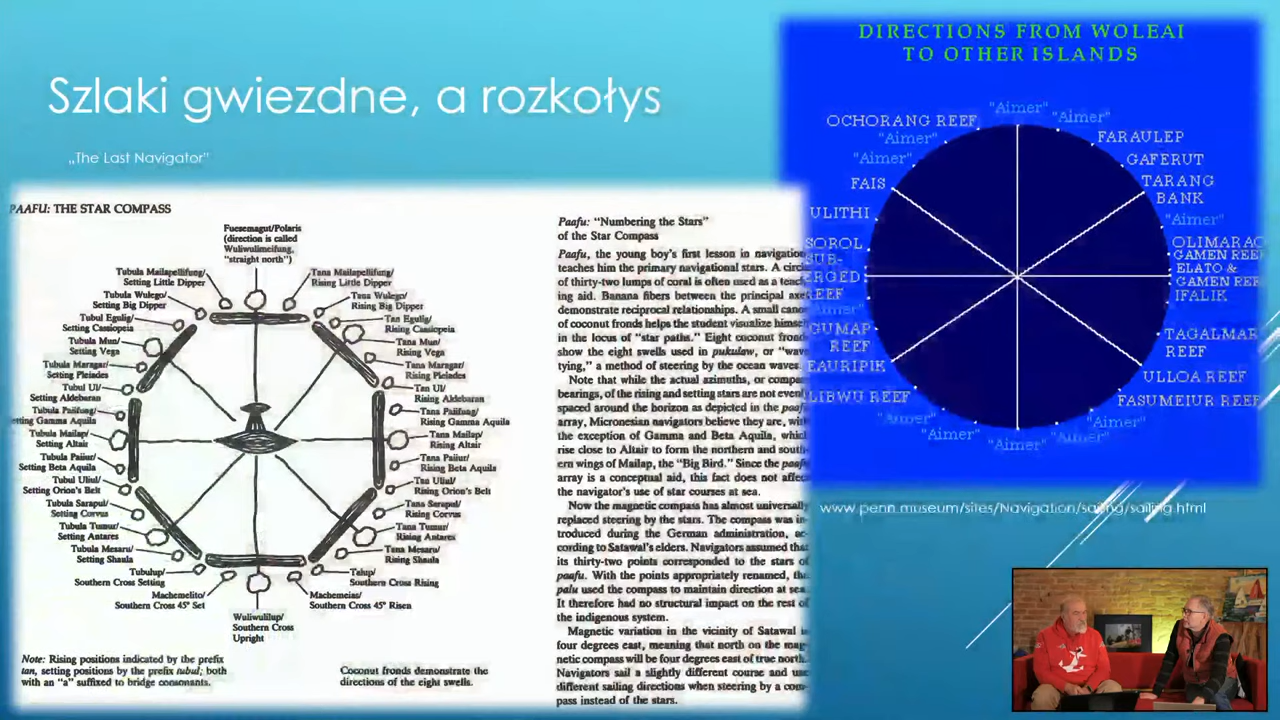 Szlaki gwiezdne, a rozkołys
„The Last Navigator"
PAAFU: THE STAR COMPASS
Fuesemagut/Polaris
(direction is called
Wuliwulimeifung,
"straight north")
Tubula Mailapellifung/
Setting Little Dipper
Tana Mailapellifung/
Rising Little Dipper
Tubula Wulego/
Setting Big Dipper
Tana Wulego/
Rising Big Dipper
Tubul Egulig/
Setting Cassiopeia
Tan Egulig/
Rising Cassiopeia
Tubula Mun/
Setting Vega
Tana Mun/
Rising Vega
Tubula Maragar/
Setting Pleiades
Tana Maragar/
Rising Pleiades
Tubul Ul/
Setting Aldebaran
Tan Ul/
Rising Aldebaran
Tubula Paiifung/
etting Gamma Aquila
Tana Paiifung/
Rising Gamma Aquila
Tubula Mailap/
Setting Altair
Tana Mailap/
Rising Altair
Tubula Paiiur/
Setting Beta Aquila
Tana Paiiur/
Rising Beta Aquila
Tubul Uliul/
Setting Orion's Belt
Tan Uliul/
Rising Orion's Belt
Tubula Sarapul/
Setting Corvus
Tana Sarapul/
Rising Corvus
Tubula Tumur/
Setting Antares
Tana Tumur/
Rising Antares
Tubula Mesaru/
Setting Shaula
Tana Mesaru/
Rising Shaula
Tubulup/
Southern Cross Setting
Talup/
Southern Cross Rising
Machemelito/
Southern Cross 45° Set
Machemeias/
Southern Cross 45° Risen
Wuliwulilup/
Southern Cross
Upright
Note: Rising positions indicated by the prefix
tan, setting positions by the prefix tubul; both
with an "a" suffixed to bridge consonants.
Coconut fronds demonstrate the
directions of the eight swells.
Paafu: "Numbering the Stars"
of the Star Compass
Paafu, the young boy's first lesson in navigation
teaches him the primary navigational stars. A circ
of thirty-two lumps of coral is often used as a teach
ing aid. Banana fibers between the principal axe
demonstrate reciprocal relationships. A small cano
of coconut fronds helps the student visualize himse
in the locus of "star paths." Eight coconut frond
show the eight swells used in pukulaw, or "wav
tying," a method of steering by the ocean waves.
Note that while the actual azimuths, or compa
bearings, of the rising and setting stars are not even
spaced around the horizon as depicted in the paaf
array, Micronesian navigators believe they are, wit
the exception of Gamma and Beta Aquila, which
rise close to Altair to form the northern and south
ern wings of Mailap, the "Big Bird." Since the paaf
array is a conceptual aid, this fact does not affec
the navigator's use of star courses at sea.
Now the magnetic compass has almost universally
replaced steering by the stars. The compass was in-
troduced during the German administration, ac-
cording to Satawal's elders. Navigators assumed that
its thirty-two points corresponded to the stars of
paafu. With the points appropriately renamed, the
palu used the compass to maintain direction at sea.
It therefore had no structural impact on the rest of
the indigenous system.
Magnetic variation in the vicinity of Satawal is
four degrees east, meaning that north on the mag-
netic compass will be four degrees east of true north.
Navigators sail a slightly different course and use
different sailing directions when steering by a com-
pass instead of the stars.
DIRECTIONS FROM WOLEAI
TO OTHER ISLANDS
"Aimer"
"Aimer"
OCHORANG REEF
"Aimer"
"Aimer"
FAIS
ULITHI
SOROL
SUB-
RGED
REEF
"Aimer"
GUMAP
REEF
EAURIPIK
LIBWU REEF
"Aimer"
"Aimer"
"Aimer"
"Aimer"
"Aimer"
FARAULEP
GAFERUT
TARANG
BANK
"Aimer"
OLIMARAO
GAMEN REEF
ELATO &
GAMEN REEF
IFALIK
TAGALMAR
REEF
ULLOA REEF
FASUMEIUR REEF
www.penn.museum/sites/Navigation/sailing/sailing.html